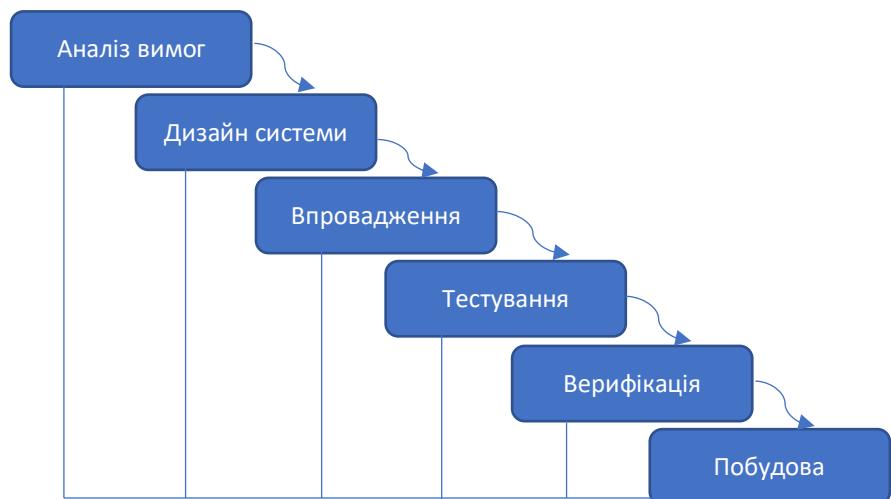 Аналіз вимог
Дизайн системи
Впровадження
Тестування
Верифікація
Побудова